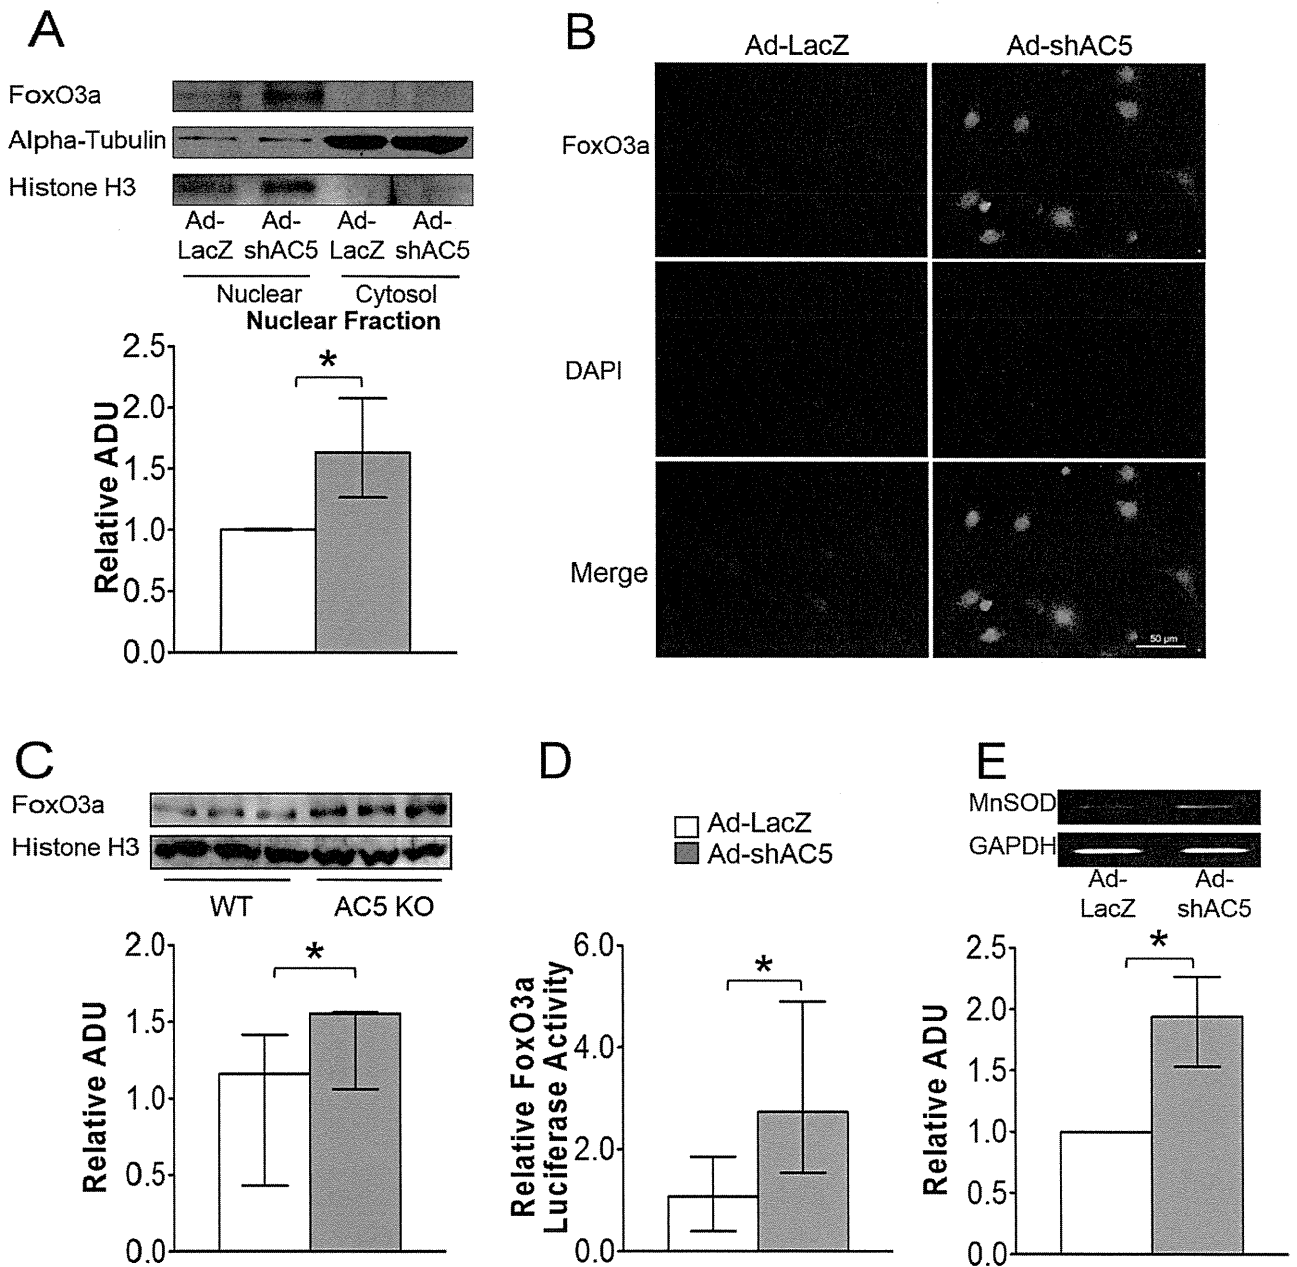 A
FoxO3a
Alpha-Tubulin
Histone H3
Ad-LacZ
Ad-shAC5
Ad-LacZ
Ad-shAC5
Nuclear
Cytosol
Nuclear Fraction
*
Relative ADU
2.5
2.0
1.5
1.0
0.5
0.0
B
Ad-LacZ
Ad-shAC5
FoxO3a
DAPI
Merge
50 µm
C
FoxO3a
Histone H3
WT
AC5 KO
*
Relative ADU
2.0
1.5
1.0
0.5
0.0
D
Ad-LacZ
Ad-shAC5
*
Relative FoxO3a
Luciferase Activity
6.0
4.0
2.0
0.0
E
MnSOD
GAPDH
Ad-
LacZ
Ad-
shAC5
*
Relative ADU
2.5
2.0
1.5
1.0
0.5
0.0